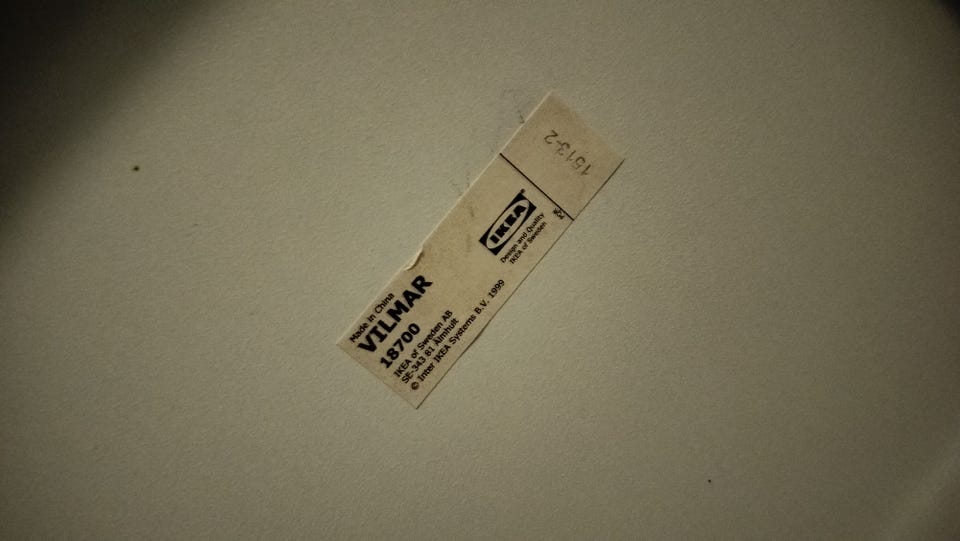 Made in China
VILMAR
18700
IKEA of Sweden AB
SE-343 81 Älmhult
© Inter IKEA Systems B.V. 1999
IKEA®
Design and Quality
IKEA of Sweden
1513-2